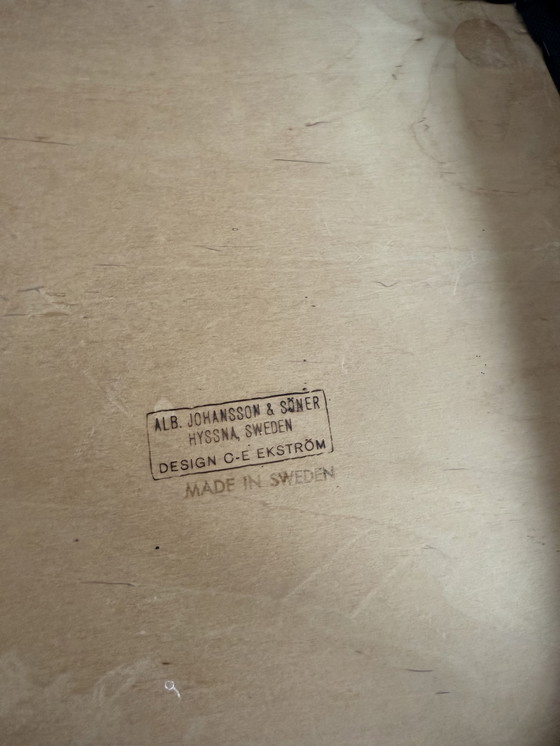 ALB. JOHANSSON & SÖNER
HYSSNA, SWEDEN
DESIGN C-E EKSTRÖM
MADE IN SWEDEN